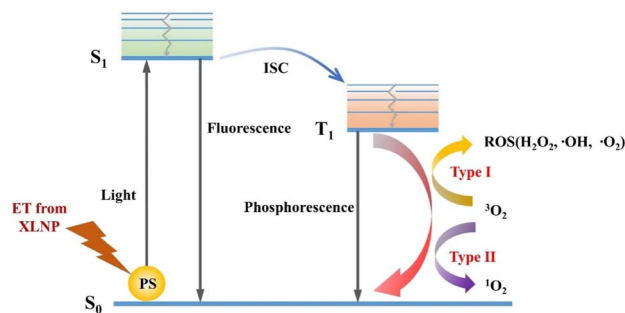 S1
ISC
T1
Fluorescence
ROS(H2O2, ·OH, ·O2)
Type I
ET from
XLNP
Light
Phosphorescence
3O2
Type II
PS
1O2
S0